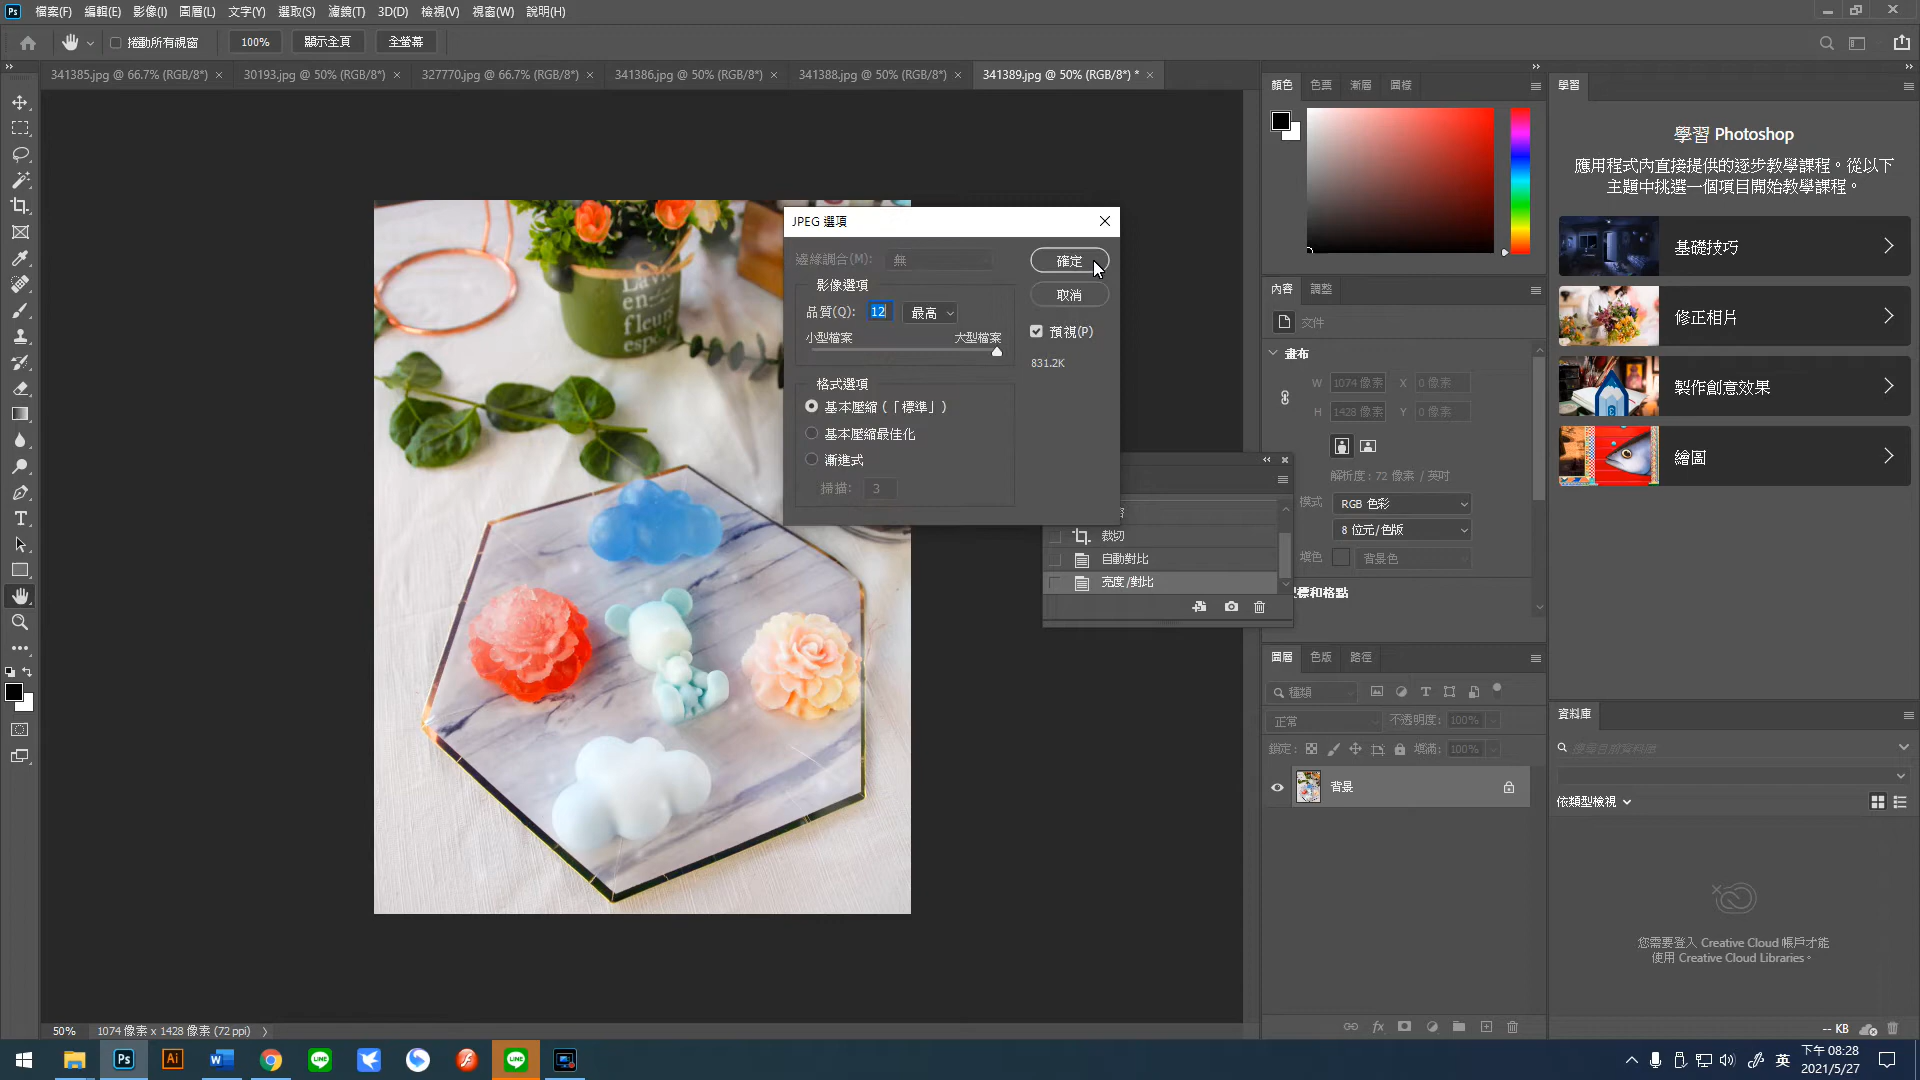 Ps 檔案(F) 編輯(E) 影像(I) 圖層(L) 文字(Y) 選取(S) 濾鏡(T) 3D(D) 檢視(V) 視窗(W) 說明(H)
捲動所有視窗 100% 顯示全頁 全螢幕
341385.jpg @ 66.7% (RGB/8*) × 30193.jpg @ 50% (RGB/8*) × 327770.jpg @ 66.7% (RGB/8*) × 341386.jpg @ 50% (RGB/8*) × 341388.jpg @ 50% (RGB/8*) × 341389.jpg @ 50% (RGB/8*) * ×
顏色 色票 漸層 圖樣
學習
學習 Photoshop
應用程式內直接提供的逐步教學課程。從以下
主題中挑選一個項目開始教學課程。
基礎技巧
修正相片
製作創意效果
繪圖
JPEG 選項
邊緣調合(M): 無
確定
影像選項
品質(Q): 12 最高
取消
小型檔案 大型檔案
預視(P)
831.2K
格式選項
基本壓縮 (「標準」)
基本壓縮最佳化
漸進式
掃描: 3
en
fleurs
裁切
自動對比
亮度/對比
內容 調整
文件
畫布
W 1074 像素 X 0 像素
H 1428 像素 Y 0 像素
解析度: 72 像素 / 英吋
模式 RGB 色彩
8 位元/色版
填色 背景色
標和格點
圖層 色版 路徑
種類
正常 不透明度: 100%
鎖定: 填滿: 100%
背景
資料庫
依類型檢視
您需要登入 Creative Cloud 帳戶才能
使用 Creative Cloud Libraries。
-- KB
50% 1074 像素 x 1428 像素 (72 ppi)
Ps Ai W LINE LINE
英
下午 08:28
2021/5/27